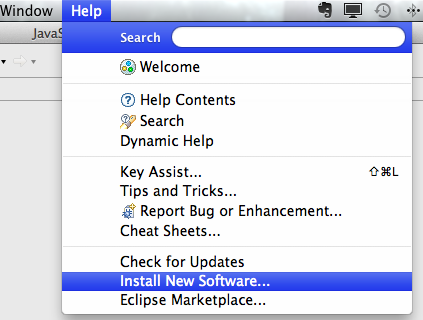 Window Help
JavaS
Search
Welcome
Help Contents
Search
Dynamic Help
Key Assist... ⇧⌘L
Tips and Tricks...
Report Bug or Enhancement...
Cheat Sheets...
Check for Updates
Install New Software...
Eclipse Marketplace...